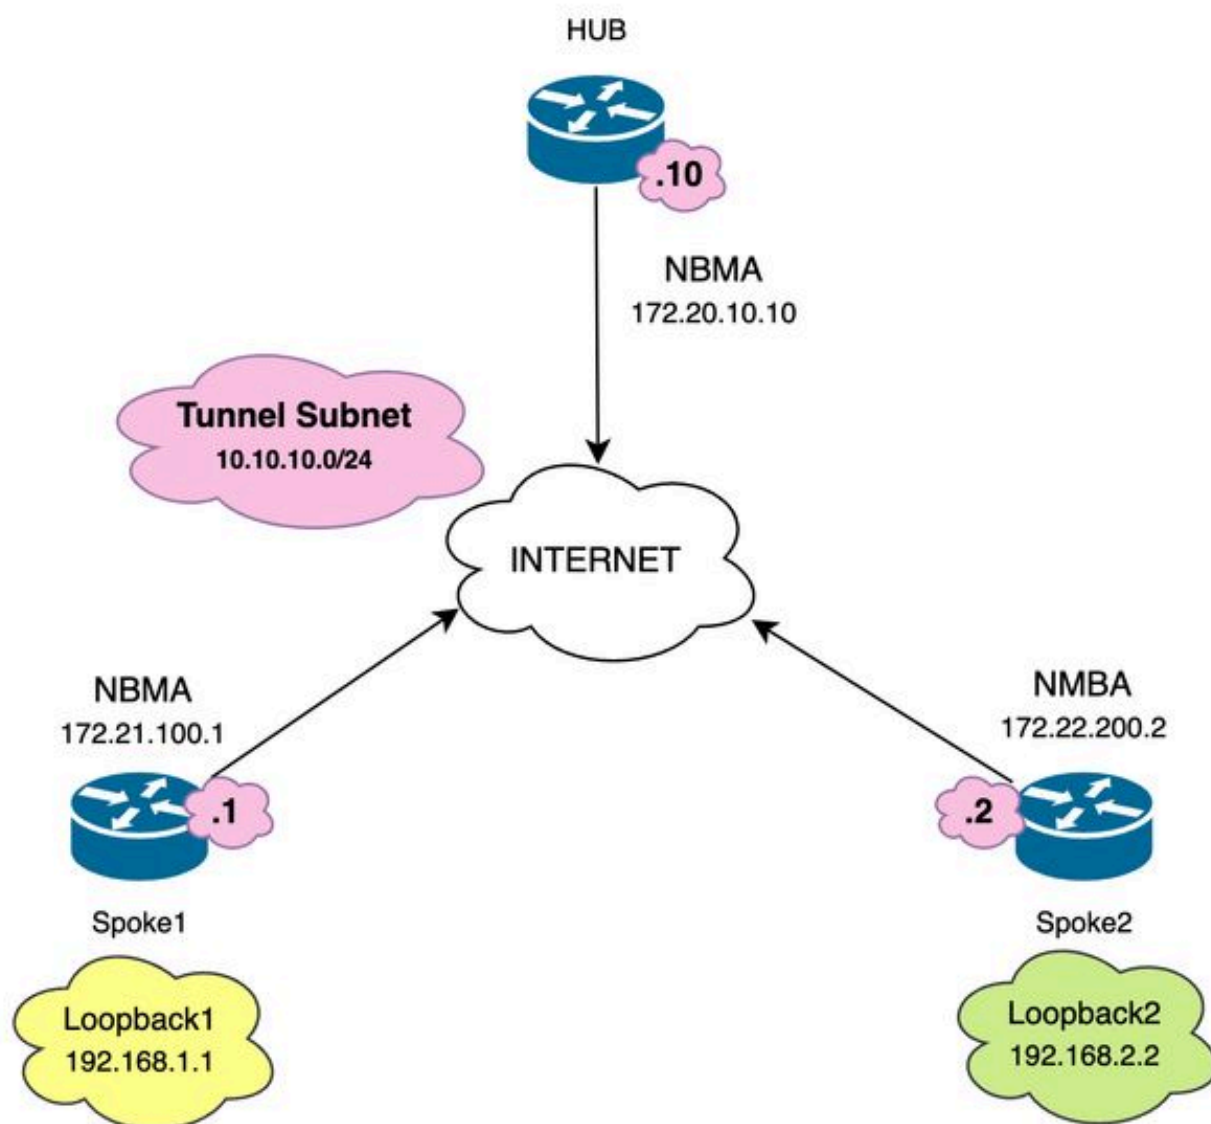 HUB
.10
NBMA
172.20.10.10
Tunnel Subnet
10.10.10.0/24
INTERNET
NBMA
172.21.100.1
.1
Spoke1
Loopback1
192.168.1.1
NMBA
172.22.200.2
.2
Spoke2
Loopback2
192.168.2.2